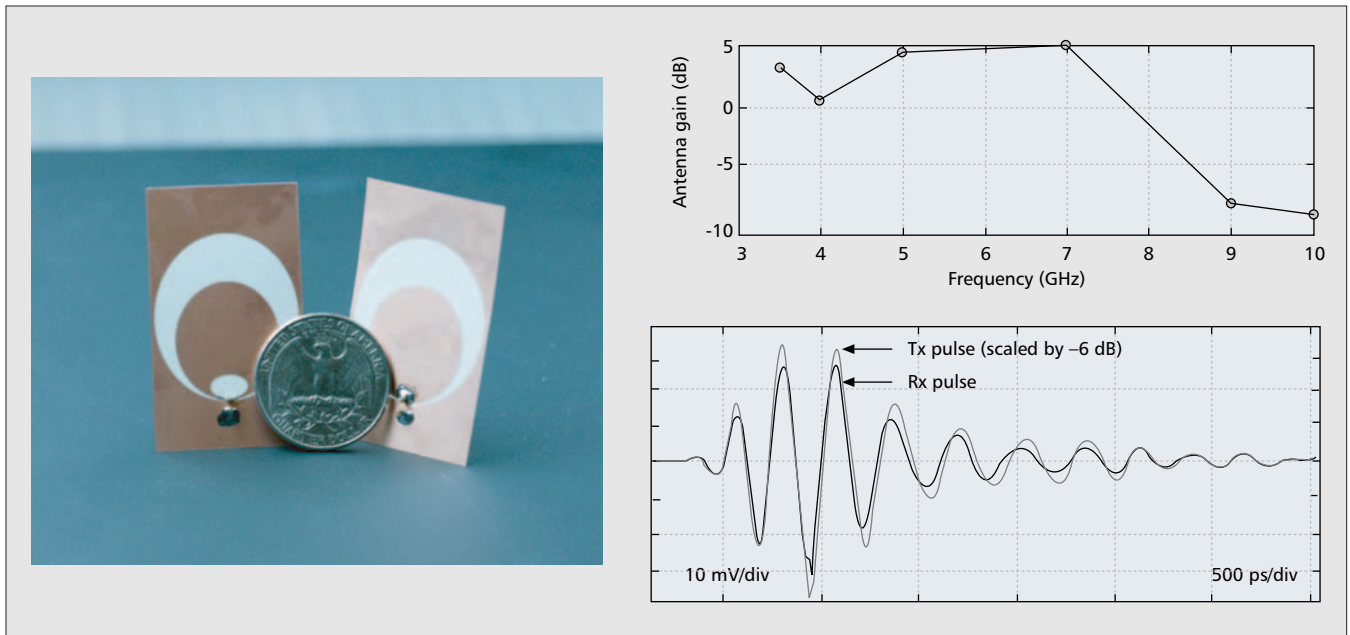 5
0
-5
-10
Antenna gain (dB)
3 4 5 6 7 8 9 10
Frequency (GHz)
Tx pulse (scaled by –6 dB)
Rx pulse
10 mV/div 500 ps/div